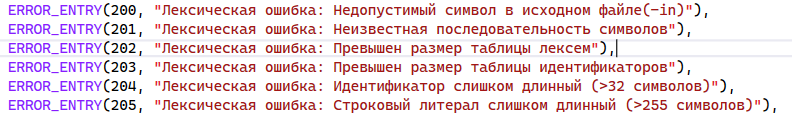 ERROR_ENTRY(200, "Лексическая ошибка: Недопустимый символ в исходном файле(-in)"),
ERROR_ENTRY(201, "Лексическая ошибка: Неизвестная последовательность символов"),
ERROR_ENTRY(202, "Лексическая ошибка: Превышен размер таблицы лексем"),
ERROR_ENTRY(203, "Лексическая ошибка: Превышен размер таблицы идентификаторов"),
ERROR_ENTRY(204, "Лексическая ошибка: Идентификатор слишком длинный (>32 символов)"),
ERROR_ENTRY(205, "Лексическая ошибка: Строковый литерал слишком длинный (>255 символов)"),